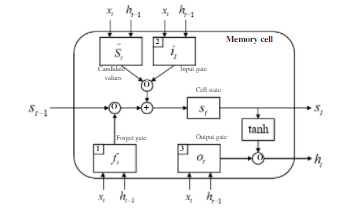 x_t h_{t-1} x_t h_{t-1}
Memory cell
S̃_t
2 i_t
Candidate values
Input gate
Cell state
S_{t-1}
S_t
S_t
tanh
Forget gate
Output gate
1 f_t
3 o_t
h_t
x_t h_{t-1} x_t h_{t-1}